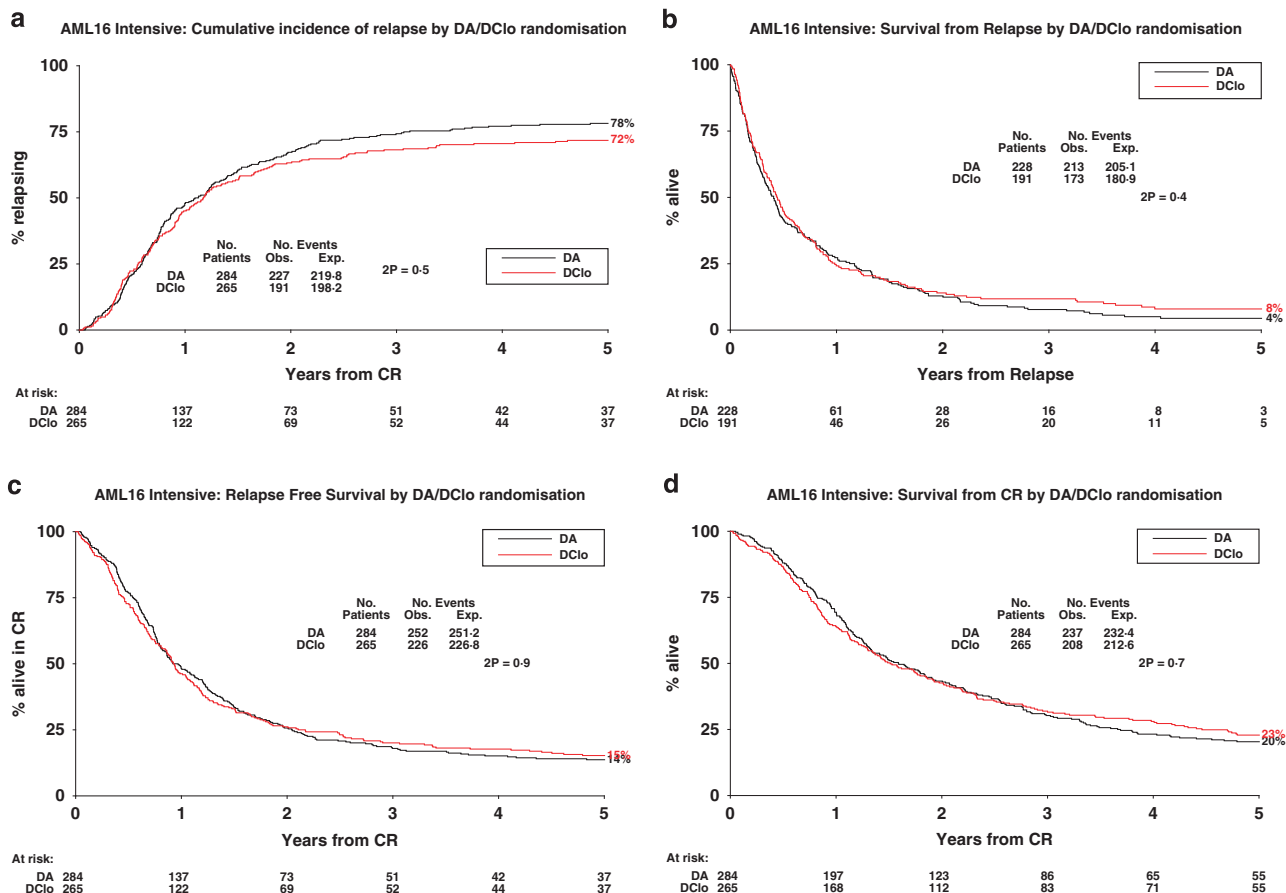 a
AML16 Intensive: Cumulative incidence of relapse by DA/DClo randomisation
100
75
50
25
0
% relapsing
78%
72%
No. No. Events
Patients Obs. Exp.
DA 284 227 219·8
DClo 265 191 198·2
2P = 0·5
DA
DClo
0 1 2 3 4 5
Years from CR
At risk:
DA 284 137 73 51 42 37
DClo 265 122 69 52 44 37
b
AML16 Intensive: Survival from Relapse by DA/DClo randomisation
100
75
50
25
0
% alive
DA
DClo
No. No. Events
Patients Obs. Exp.
DA 228 213 205·1
DClo 191 173 180·9
2P = 0·4
8%
4%
0 1 2 3 4 5
Years from Relapse
At risk:
DA 228 61 28 16 8 3
DClo 191 46 26 20 11 5
c
AML16 Intensive: Relapse Free Survival by DA/DClo randomisation
100
75
50
25
0
% alive in CR
DA
DClo
No. No. Events
Patients Obs. Exp.
DA 284 252 251·2
DClo 265 226 226·8
2P = 0·9
15%
14%
0 1 2 3 4 5
Years from CR
At risk:
DA 284 137 73 51 42 37
DClo 265 122 69 52 44 37
d
AML16 Intensive: Survival from CR by DA/DClo randomisation
100
75
50
25
0
% alive
DA
DClo
No. No. Events
Patients Obs. Exp.
DA 284 237 232·4
DClo 265 208 212·6
2P = 0·7
23%
20%
0 1 2 3 4 5
Years from CR
At risk:
DA 284 197 123 86 65 55
DClo 265 168 112 83 71 55